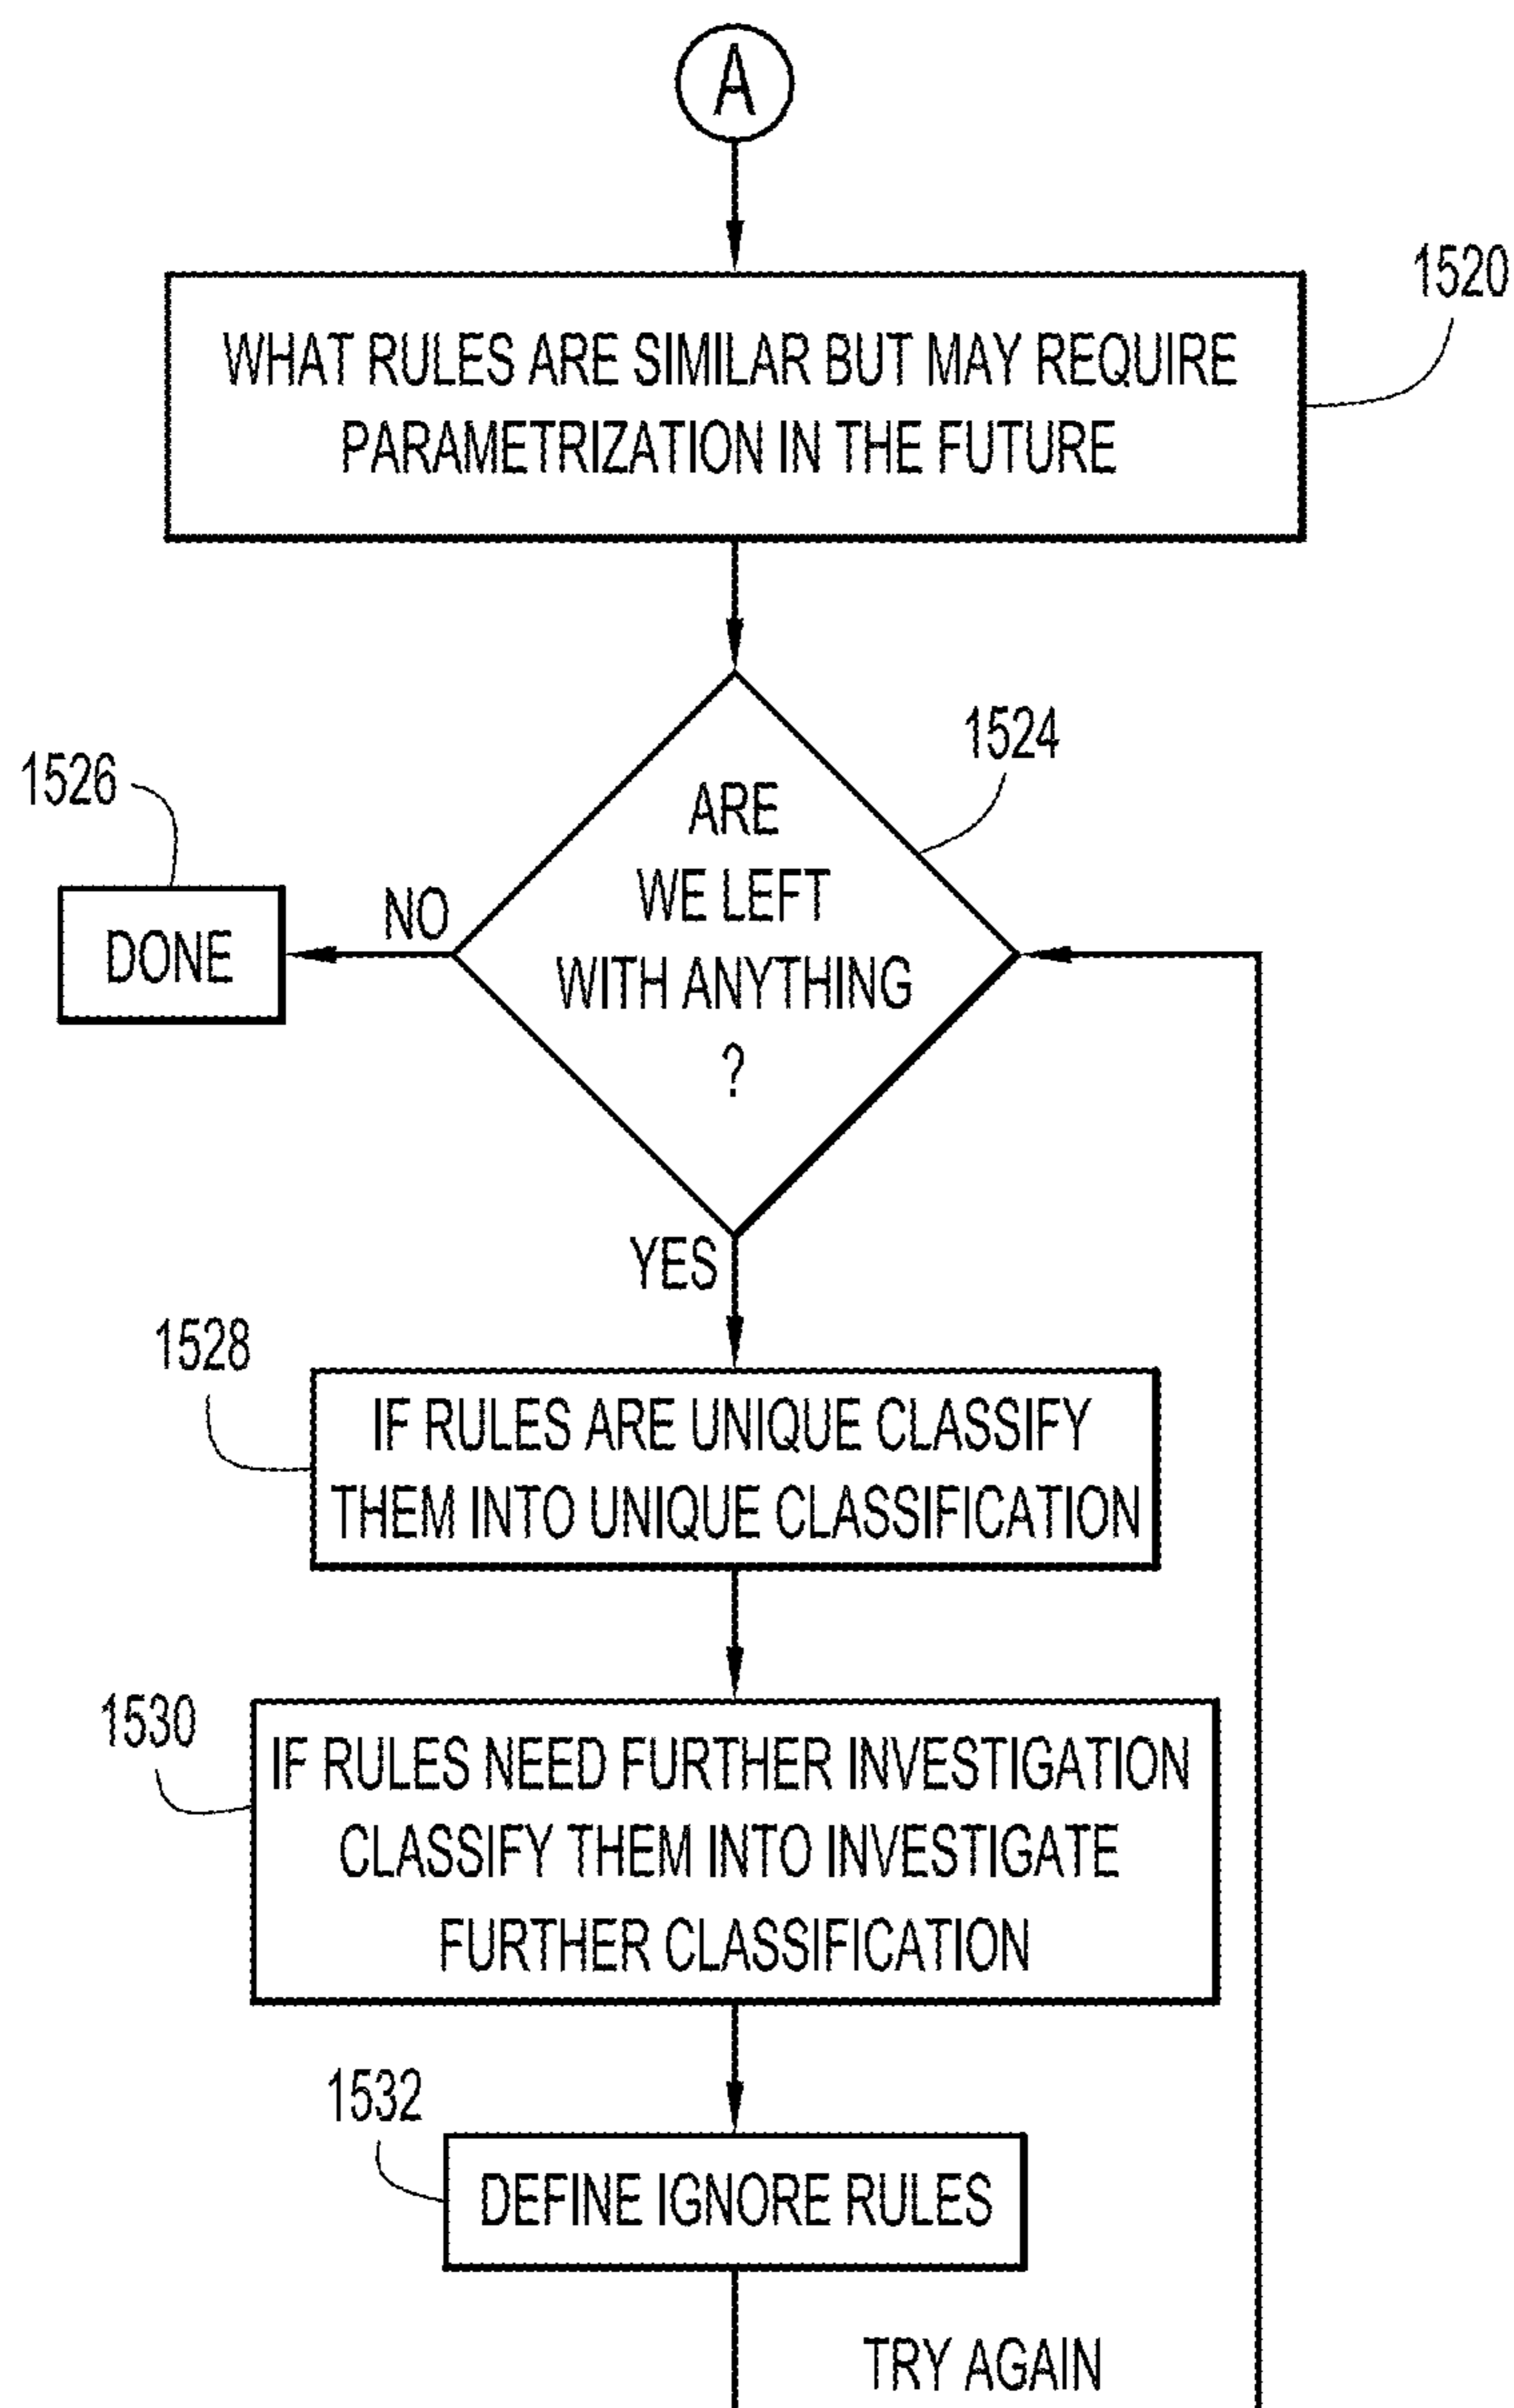 A
1520
WHAT RULES ARE SIMILAR BUT MAY REQUIRE
PARAMETRIZATION IN THE FUTURE
1524
ARE
WE LEFT
WITH ANYTHING
?
1526
NO
DONE
YES
1528
IF RULES ARE UNIQUE CLASSIFY
THEM INTO UNIQUE CLASSIFICATION
1530
IF RULES NEED FURTHER INVESTIGATION
CLASSIFY THEM INTO INVESTIGATE
FURTHER CLASSIFICATION
1532
DEFINE IGNORE RULES
TRY AGAIN